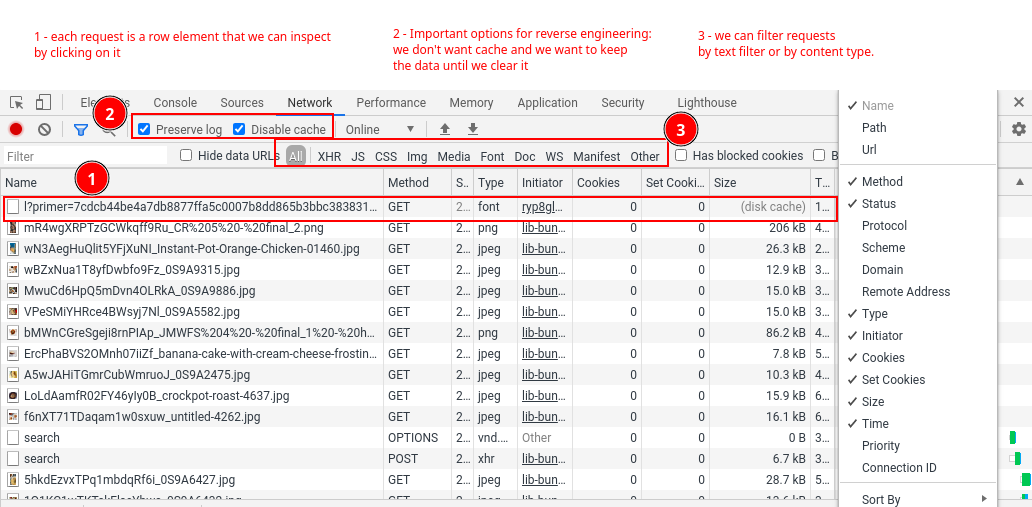 1 - each request is a row element that we can inspect
by clicking on it
2 - Important options for reverse engineering:
we don't want cache and we want to keep
the data until we clear it
3 - we can filter requests
by text filter or by content type.
Console Sources Network Performance Memory Application Security Lighthouse
2
Preserve log Disable cache Online
3
Filter Hide data URLs All XHR JS CSS Img Media Font Doc WS Manifest Other Has blocked cookies B
1
Name Method S.. Type Initiator Cookies Set Cooki... Size T...
l?primer=7cdcb44be4a7db8877ffa5c0007b8dd865b3bbc383831... GET 2... font ryp8gl... 0 0 (disk cache) 1...
mR4wgXRPTzGCWkqff9Ru_CR%205%20-%20final_2.png GET 2... png lib-bun... 0 0 206 kB 4...
wN3AegHuQlit5YFjXuNI_Instant-Pot-Orange-Chicken-01460.jpg GET 2... jpeg lib-bun... 0 0 26.3 kB 2...
wBZxNua1T8yfDwbfo9Fz_0S9A9315.jpg GET 2... jpeg lib-bun... 0 0 12.9 kB 3...
MwuCd6HpQ5mDvn4OLRkA_0S9A9886.jpg GET 2... jpeg lib-bun... 0 0 15.0 kB 3...
VPeSMiYHRce4BWsyj7Nl_0S9A5582.jpg GET 2... jpeg lib-bun... 0 0 15.0 kB 3...
bMWnCGreSgeji8rnPIAp_JMWFS%204%20-%20final_1%20-%20h... GET 2... png lib-bun... 0 0 86.2 kB 4...
ErcPhaBVS2OMnh07iiZf_banana-cake-with-cream-cheese-frostin... GET 2... jpeg lib-bun... 0 0 7.8 kB 5...
A5wJAHiTGmrCubWmruoJ_0S9A2475.jpg GET 2... jpeg lib-bun... 0 0 10.3 kB 4...
LoLdAamfR02FY46yIy0B_crockpot-roast-4637.jpg GET 2... jpeg lib-bun... 0 0 15.9 kB 6...
f6nXT71TDaqam1w0sxuw_untitled-4262.jpg GET 2... jpeg lib-bun... 0 0 16.1 kB 6...
search OPTIONS 2... vnd.... Other 0 0 0 B 3...
search POST 2... xhr lib-bun... 0 0 6.7 kB 3...
5hkdEzvxTPq1mbdqRf6i_0S9A6427.jpg GET 2... jpeg lib-bun... 0 0 28.7 kB 5...
Name
Path
Url
Method
Status
Protocol
Scheme
Domain
Remote Address
Type
Initiator
Cookies
Set Cookies
Size
Time
Priority
Connection ID
Sort By